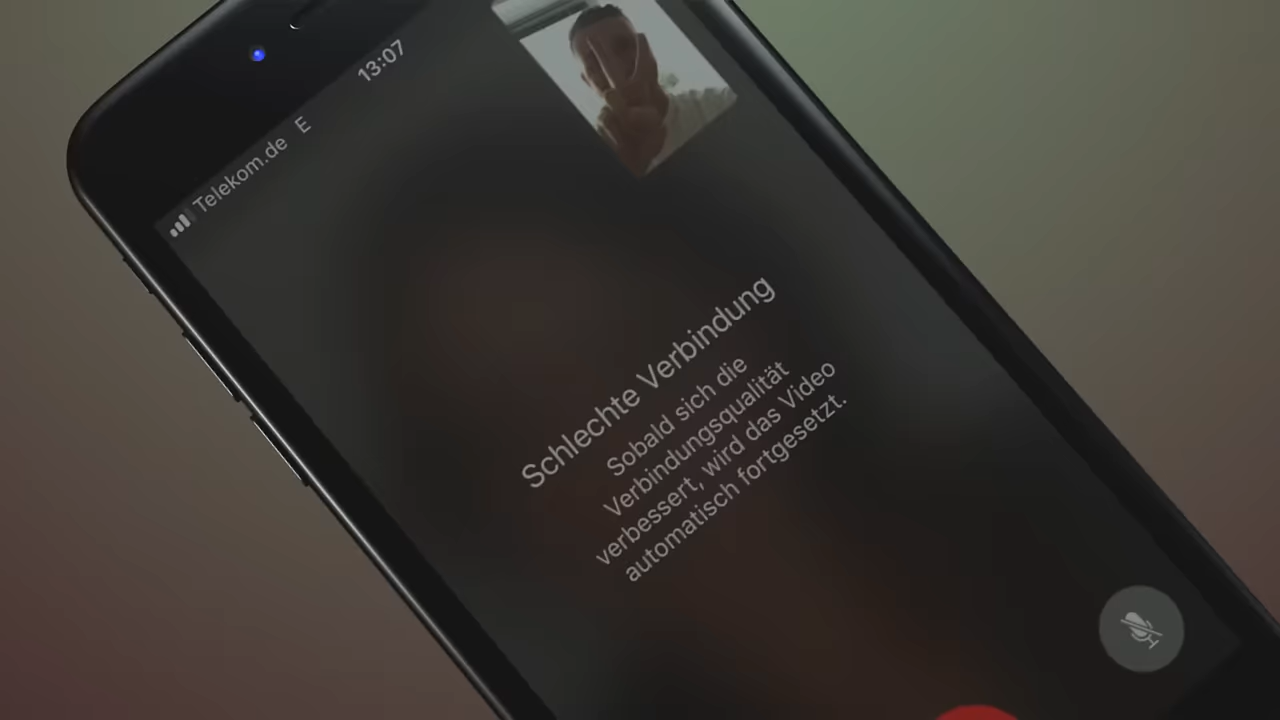 Telekom.de E
13:07
Schlechte Verbindung
Sobald sich die
Verbindungsqualität
verbessert, wird das Video
automatisch fortgesetzt.